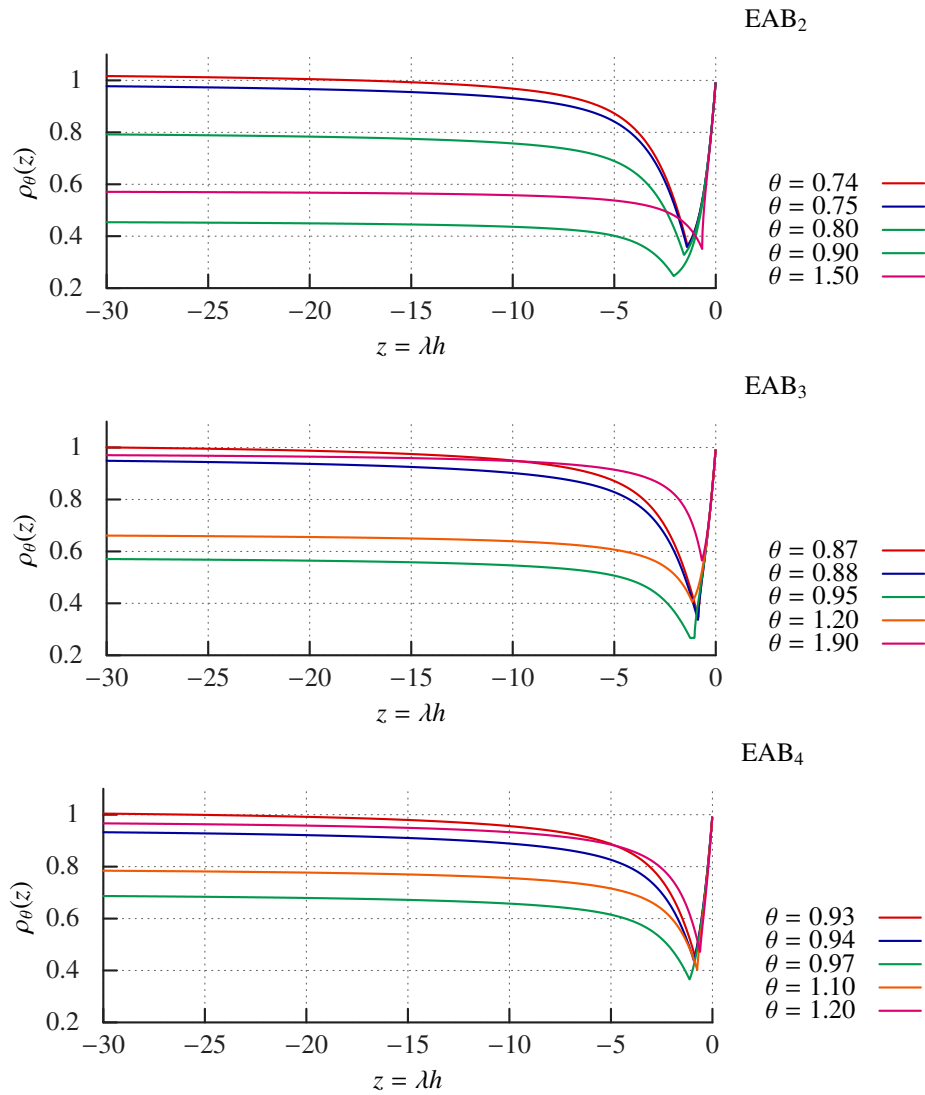 EAB₂
1
0.8
0.6
0.4
0.2
ρθ(z)
−30 −25 −20 −15 −10 −5 0
z = λh
θ = 0.74
θ = 0.75
θ = 0.80
θ = 0.90
θ = 1.50
EAB₃
1
0.8
0.6
0.4
0.2
ρθ(z)
−30 −25 −20 −15 −10 −5 0
z = λh
θ = 0.87
θ = 0.88
θ = 0.95
θ = 1.20
θ = 1.90
EAB₄
1
0.8
0.6
0.4
0.2
ρθ(z)
−30 −25 −20 −15 −10 −5 0
z = λh
θ = 0.93
θ = 0.94
θ = 0.97
θ = 1.10
θ = 1.20